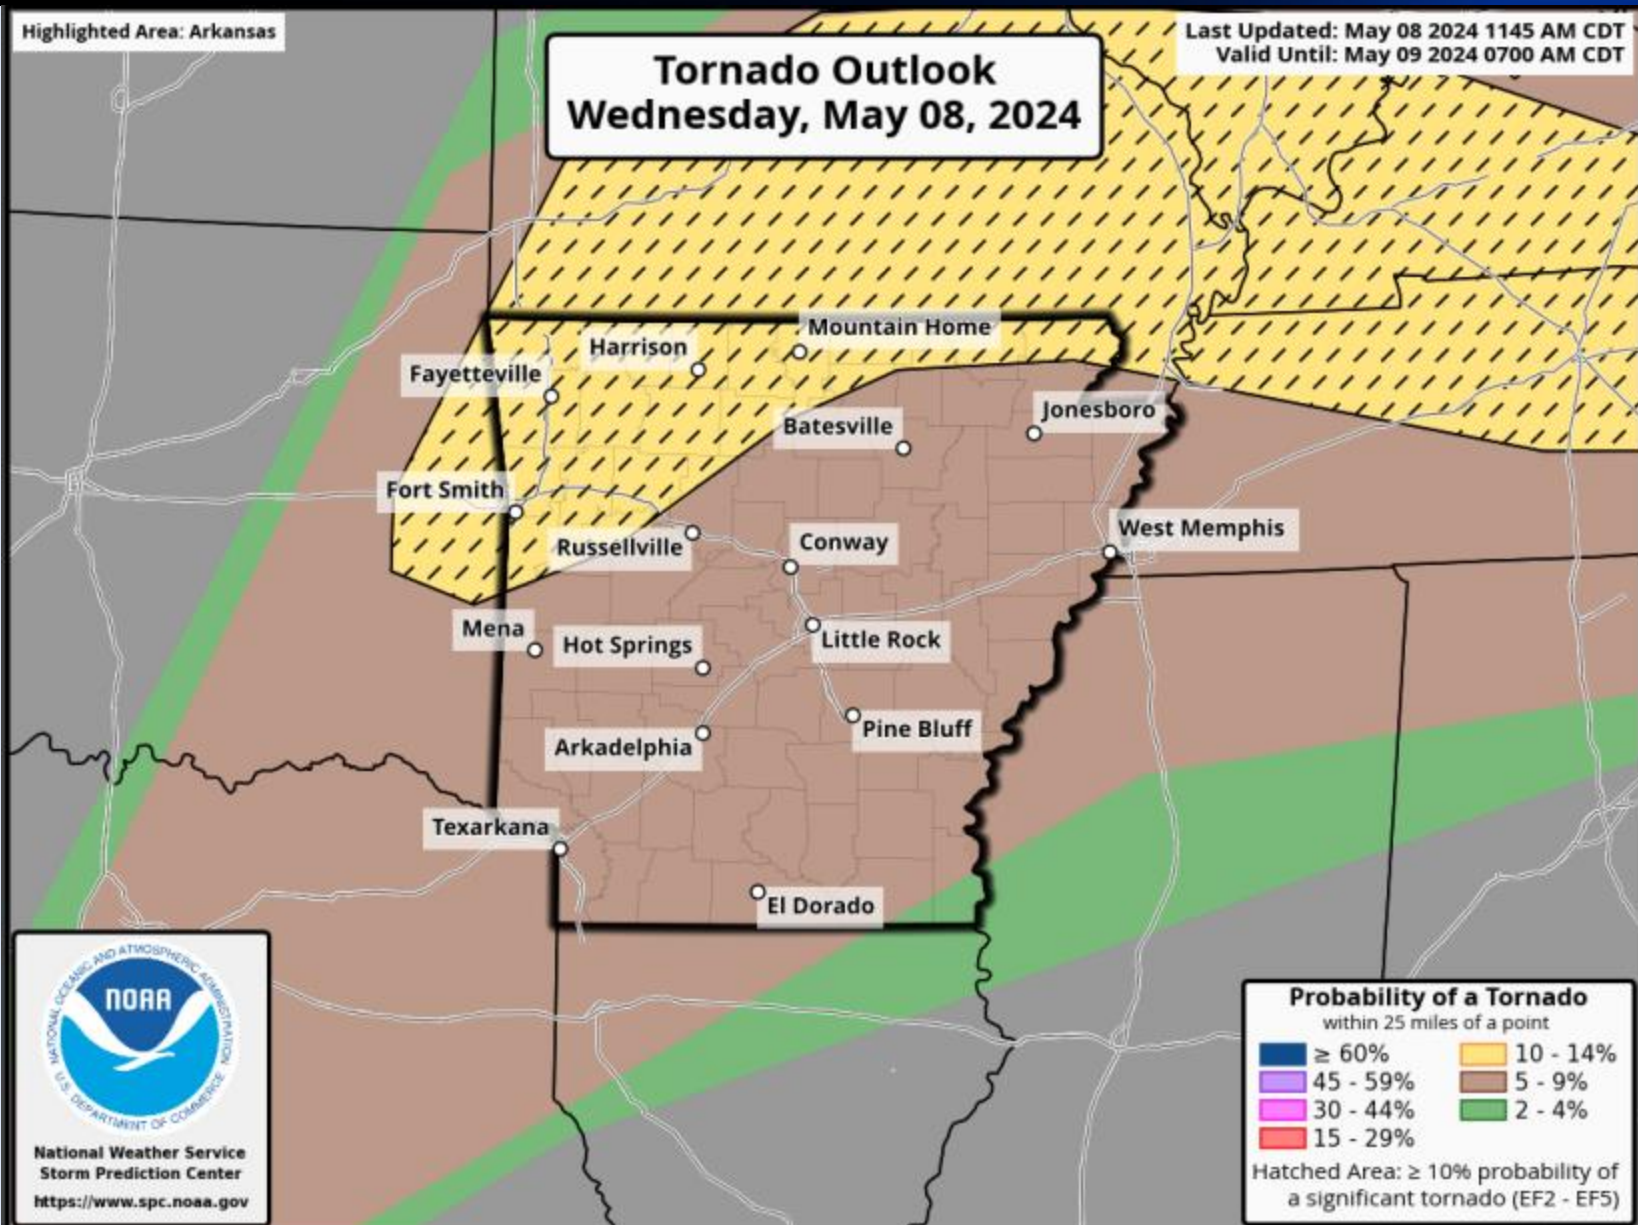 Highlighted Area: Arkansas
Last Updated: May 08 2024 1145 AM CDT
Valid Until: May 09 2024 0700 AM CDT
Tornado Outlook
Wednesday, May 08, 2024
Mountain Home
Harrison
Fayetteville
Jonesboro
Batesville
Fort Smith
West Memphis
Russellville
Conway
Mena
Hot Springs
Little Rock
Pine Bluff
Arkadelphia
Texarkana
El Dorado
NATIONAL OCEANIC AND ATMOSPHERIC ADMINISTRATION
NOAA
U.S. DEPARTMENT OF COMMERCE
National Weather Service
Storm Prediction Center
https://www.spc.noaa.gov
Probability of a Tornado
within 25 miles of a point
≥ 60% 10 - 14%
45 - 59% 5 - 9%
30 - 44% 2 - 4%
15 - 29%
Hatched Area: ≥ 10% probability of
a significant tornado (EF2 - EF5)